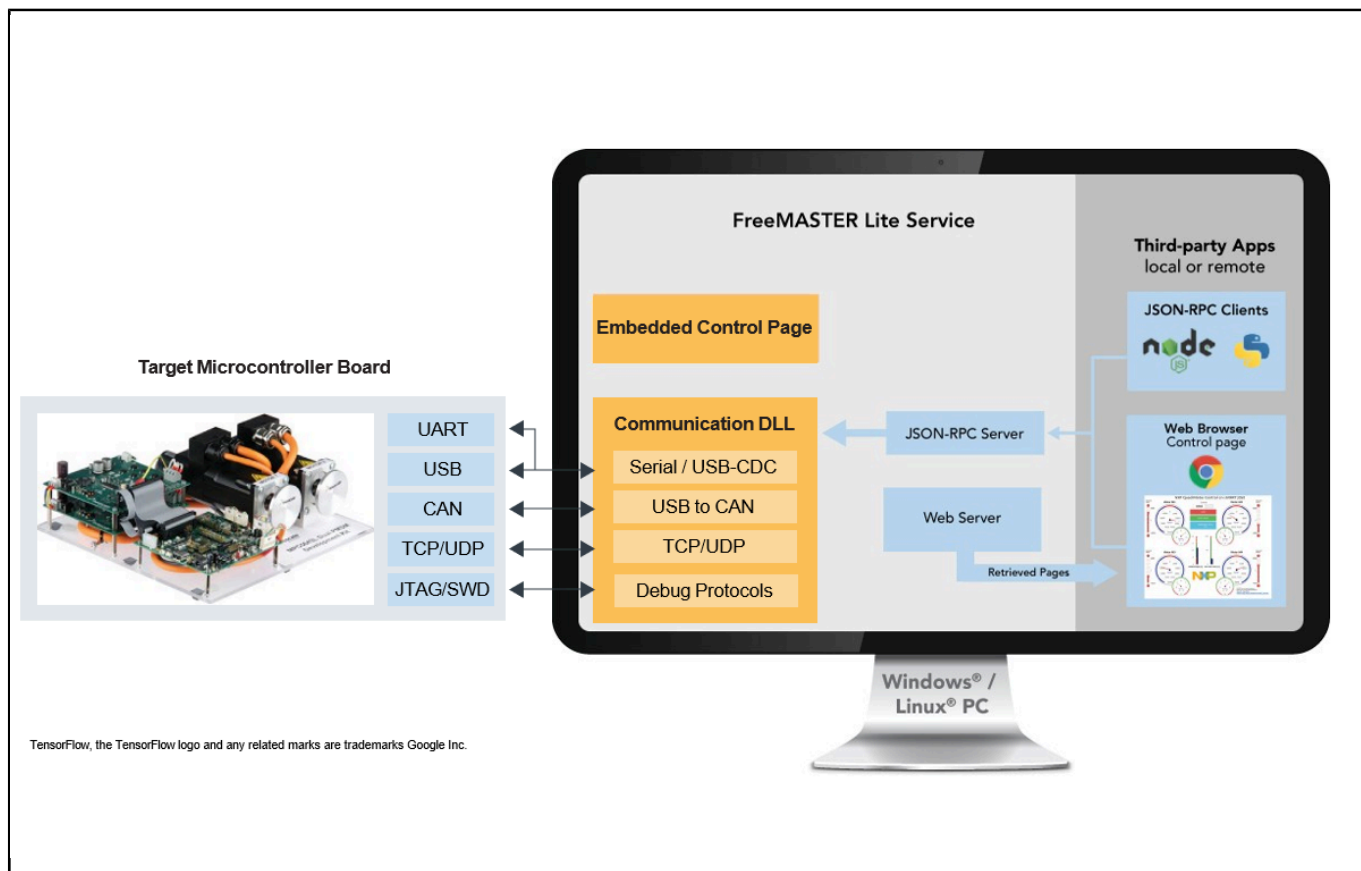 FreeMASTER Lite Service
Third-party Apps
local or remote
JSON-RPC Clients
node
JS
Embedded Control Page
Target Microcontroller Board
UART
USB
CAN
TCP/UDP
JTAG/SWD
Communication DLL
Serial / USB-CDC
USB to CAN
TCP/UDP
Debug Protocols
JSON-RPC Server
Web Server
Retrieved Pages
Web Browser
Control page
NXP
Windows® /
Linux® PC
TensorFlow, the TensorFlow logo and any related marks are trademarks Google Inc.